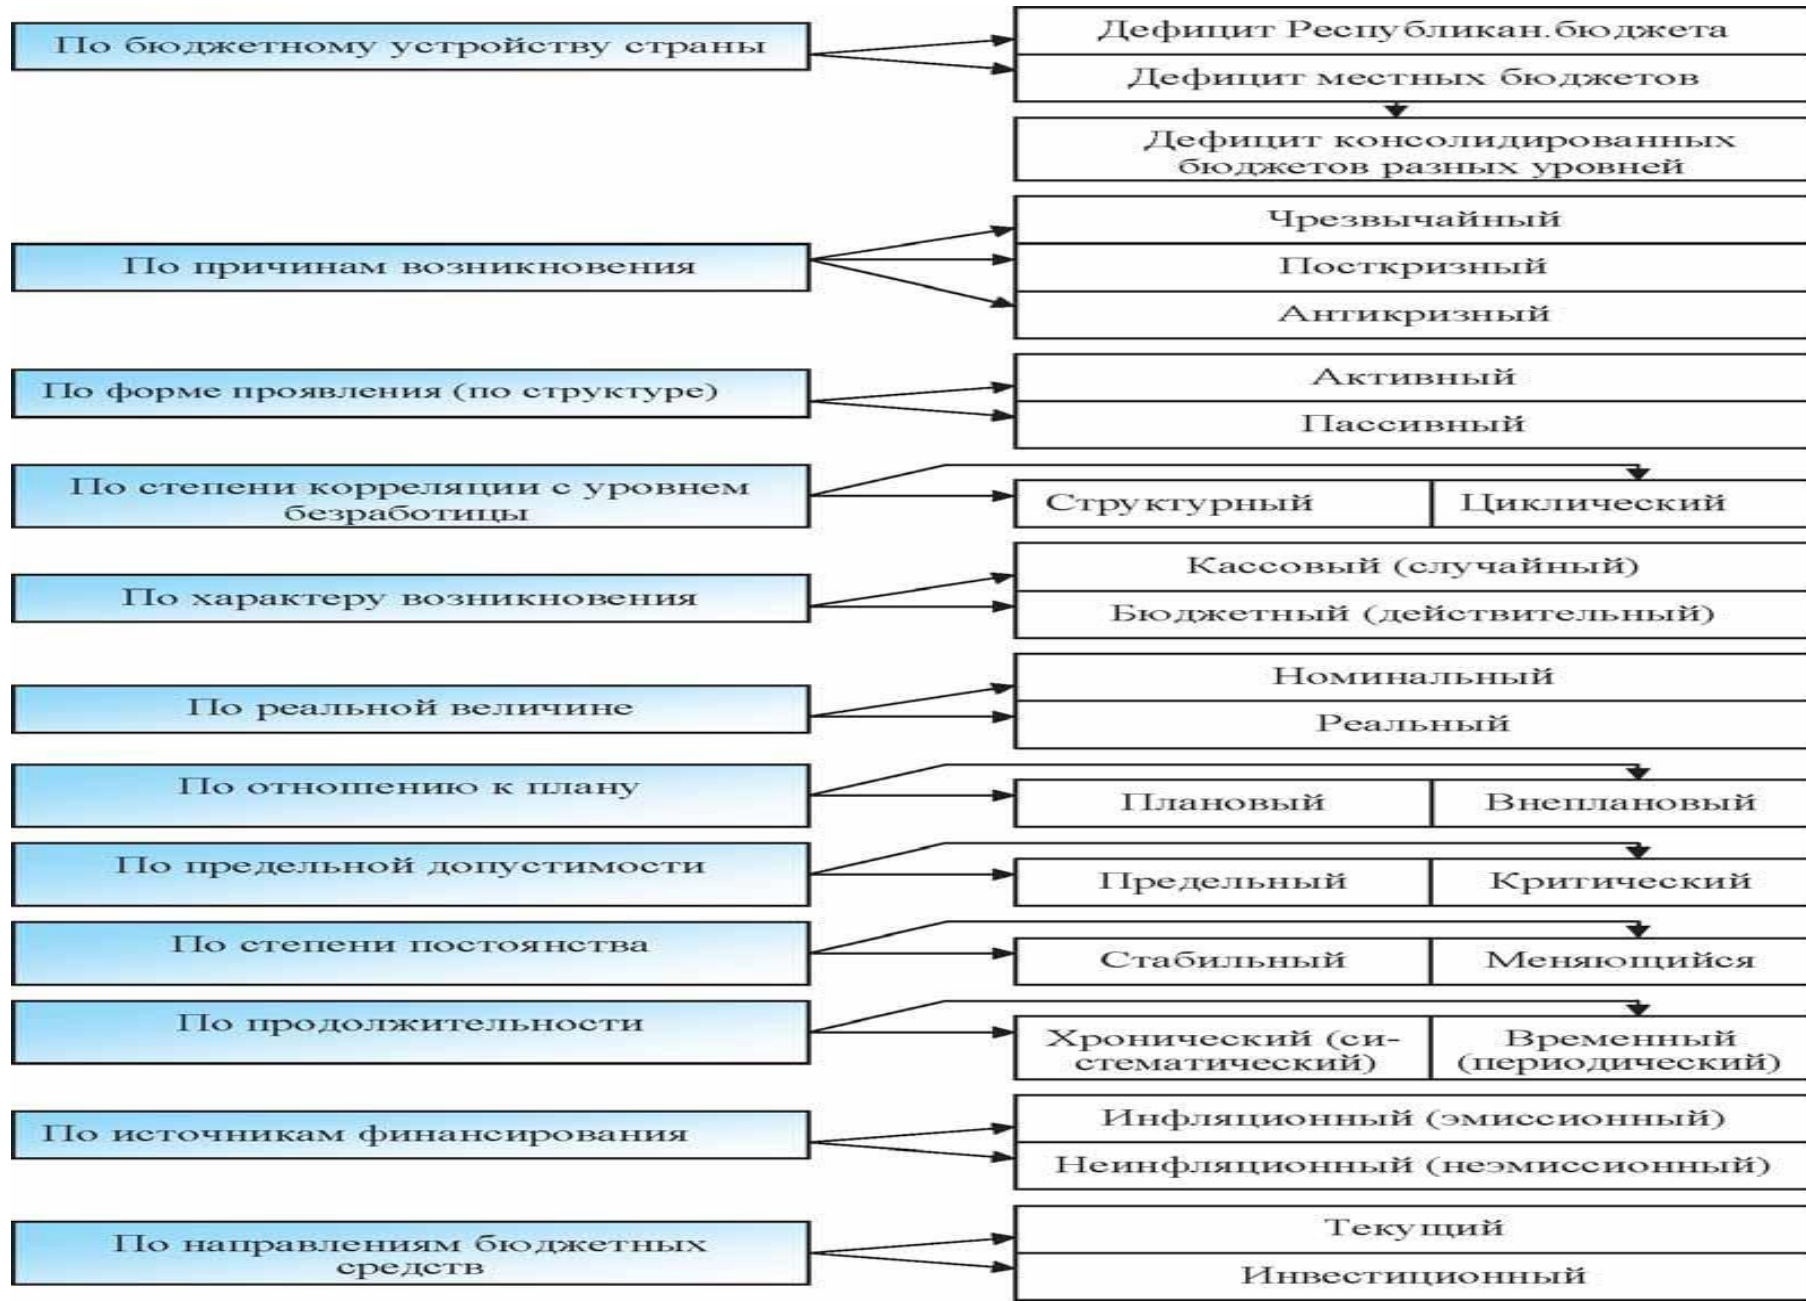 По бюджетному устройству страны
Дефицит Республикан.бюджета
Дефицит местных бюджетов
Дефицит консолидированных
бюджетов разных уровней
По причинам возникновения
Чрезвычайный
Посткризный
Антикризный
По форме проявления (по структуре)
Активный
Пассивный
По степени корреляции с уровнем
безработицы
Структурный
Циклический
По характеру возникновения
Кассовый (случайный)
Бюджетный (действительный)
По реальной величине
Номинальный
Реальный
По отношению к плану
Плановый
Внеплановый
По предельной допустимости
Предельный
Критический
По степени постоянства
Стабильный
Меняющийся
По продолжительности
Хронический (си-
стематический)
Временный
(периодический)
По источникам финансирования
Инфляционный (эмиссионный)
Неинфляционный (неэмиссионный)
По направлениям бюджетных
средств
Текущий
Инвестиционный